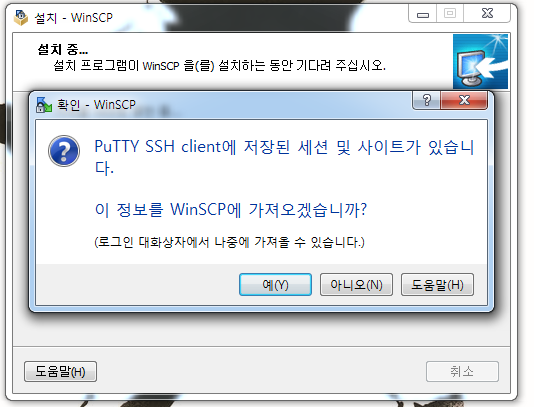 설치 - WinSCP
설치 중...
설치 프로그램이 WinSCP 을(를) 설치하는 동안 기다려 주십시오.
확인 - WinSCP
PuTTY SSH client에 저장된 세션 및 사이트가 있습니
다.
이 정보를 WinSCP에 가져오겠습니까?
(로그인 대화상자에서 나중에 가져올 수 있습니다.)
예(Y) 아니오(N) 도움말(H)
도움말(H) 취소